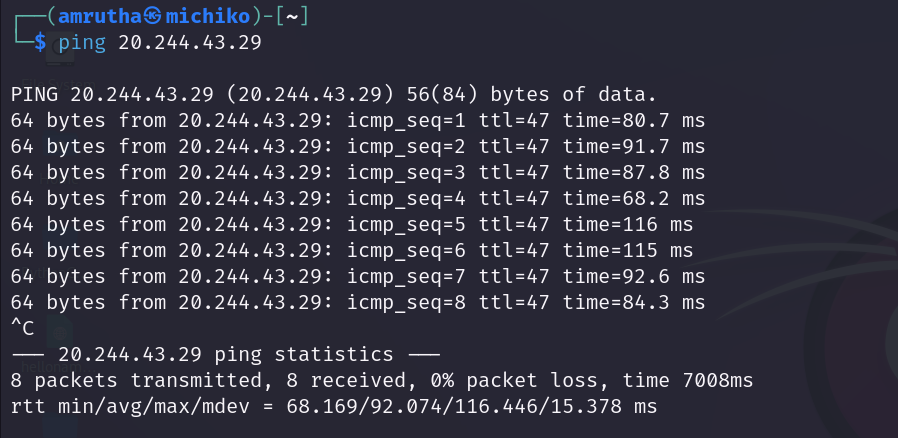 ┌──(amrutha㉿michiko)-[~]
└─$ ping 20.244.43.29
PING 20.244.43.29 (20.244.43.29) 56(84) bytes of data.
64 bytes from 20.244.43.29: icmp_seq=1 ttl=47 time=80.7 ms
64 bytes from 20.244.43.29: icmp_seq=2 ttl=47 time=91.7 ms
64 bytes from 20.244.43.29: icmp_seq=3 ttl=47 time=87.8 ms
64 bytes from 20.244.43.29: icmp_seq=4 ttl=47 time=68.2 ms
64 bytes from 20.244.43.29: icmp_seq=5 ttl=47 time=116 ms
64 bytes from 20.244.43.29: icmp_seq=6 ttl=47 time=115 ms
64 bytes from 20.244.43.29: icmp_seq=7 ttl=47 time=92.6 ms
64 bytes from 20.244.43.29: icmp_seq=8 ttl=47 time=84.3 ms
^C
--- 20.244.43.29 ping statistics ---
8 packets transmitted, 8 received, 0% packet loss, time 7008ms
rtt min/avg/max/mdev = 68.169/92.074/116.446/15.378 ms